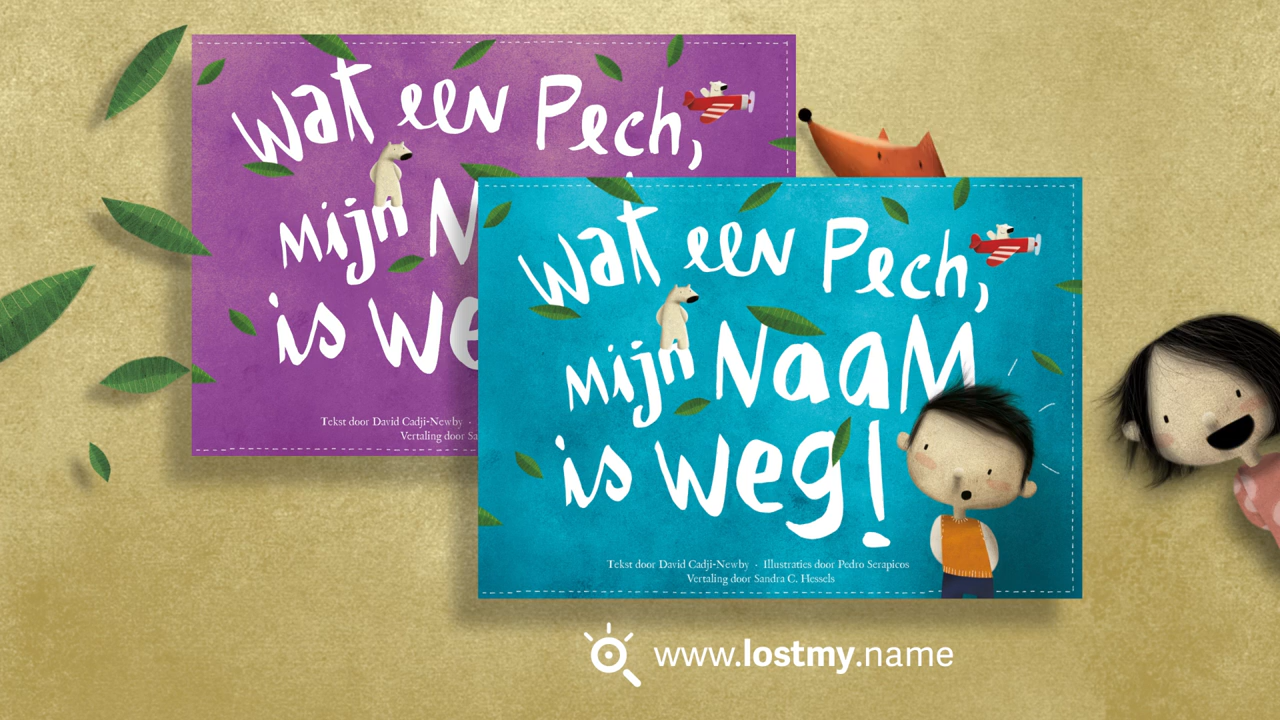 Wat een Pech,
mijn N
is we
Tekst door David Cadji-Newby -
Vertaling door Sa
Wat een Pech,
mijn NaaM
is weg!
Tekst door David Cadji-Newby - Illustraties door Pedro Serapicos
Vertaling door Sandra C. Hessels
www.lostmy.name